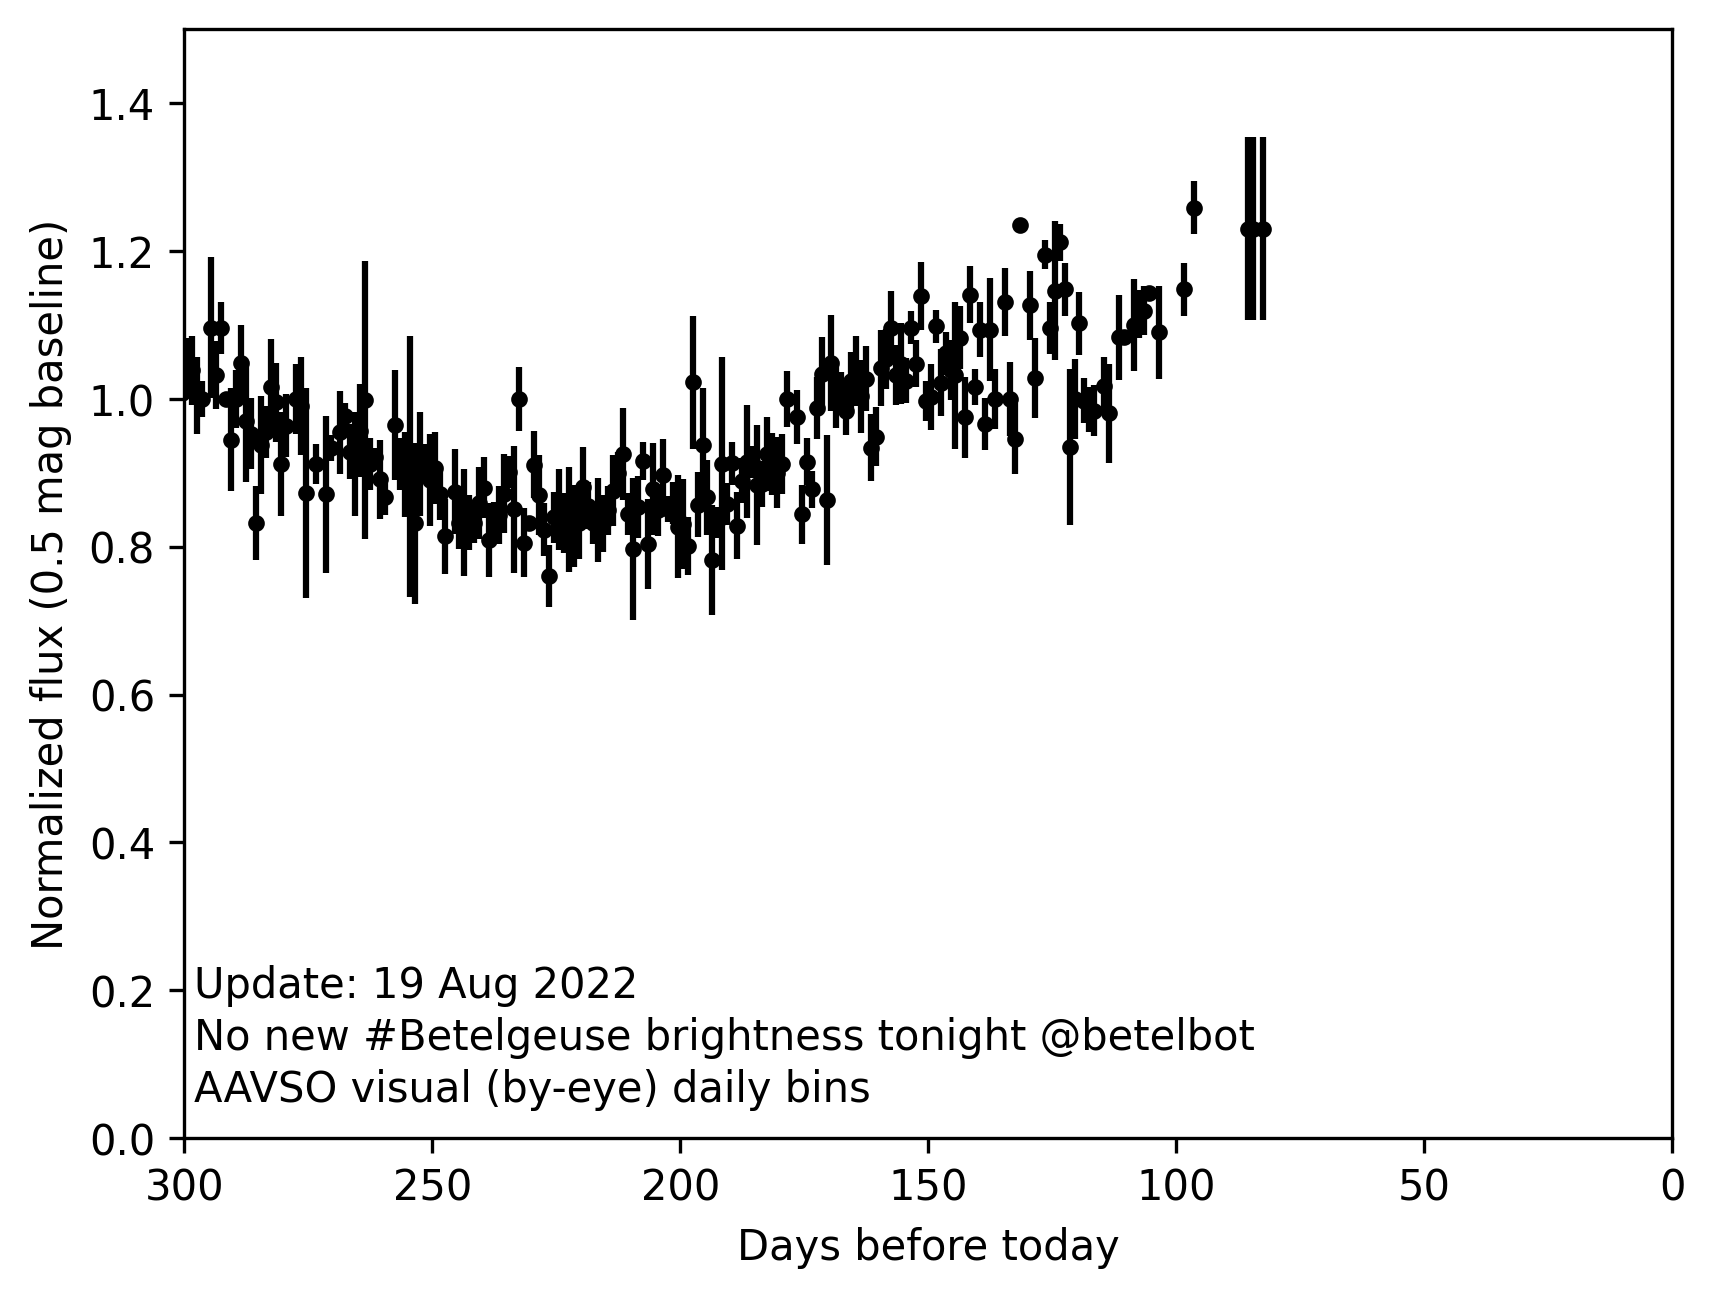 1.4
1.2
1.0
0.8
0.6
0.4
0.2
0.0
Normalized flux (0.5 mag baseline)
Update: 19 Aug 2022
No new #Betelgeuse brightness tonight @betelbot
AAVSO visual (by-eye) daily bins
300 250 200 150 100 50 0
Days before today